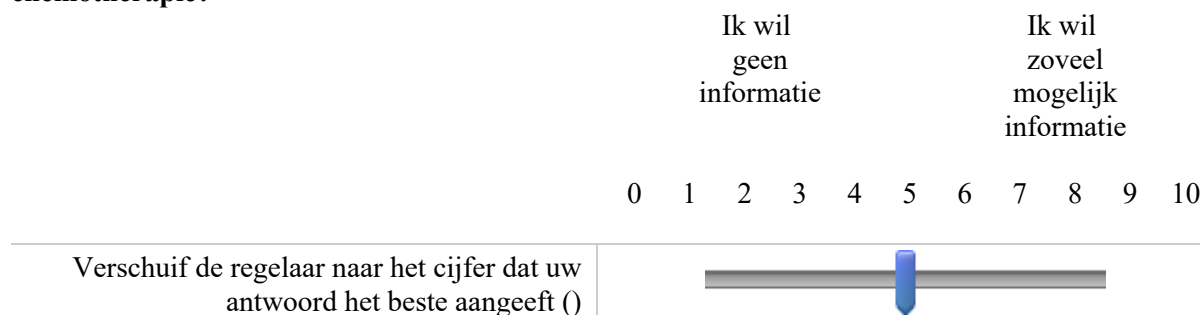 Ik wil
geen
informatie
Ik wil
zoveel
mogelijk
informatie
0 1 2 3 4 5 6 7 8 9 10
Verschuif de regelaar naar het cijfer dat uw
antwoord het beste aangeeft ()